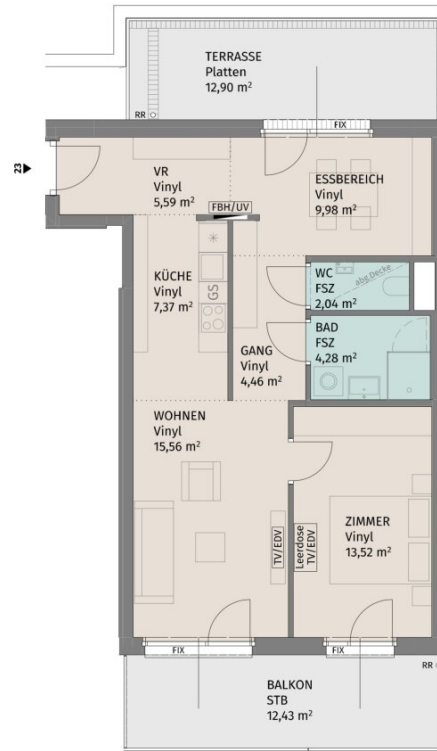 TERRASSE
Platten
12,90 m²
RR
FIX
23
VR
Vinyl
5,59 m²
ESSBEREICH
Vinyl
9,98 m²
FBH/UV
KÜCHE
Vinyl
7,37 m²
GS
WC
FSZ
2,04 m²
abg.Decke
BAD
FSZ
4,28 m²
GANG
Vinyl
4,46 m²
WOHNEN
Vinyl
15,56 m²
TV/EDV
Leerdose
TV/EDV
ZIMMER
Vinyl
13,52 m²
FIX
FIX
RR
BALKON
STB
12,43 m²